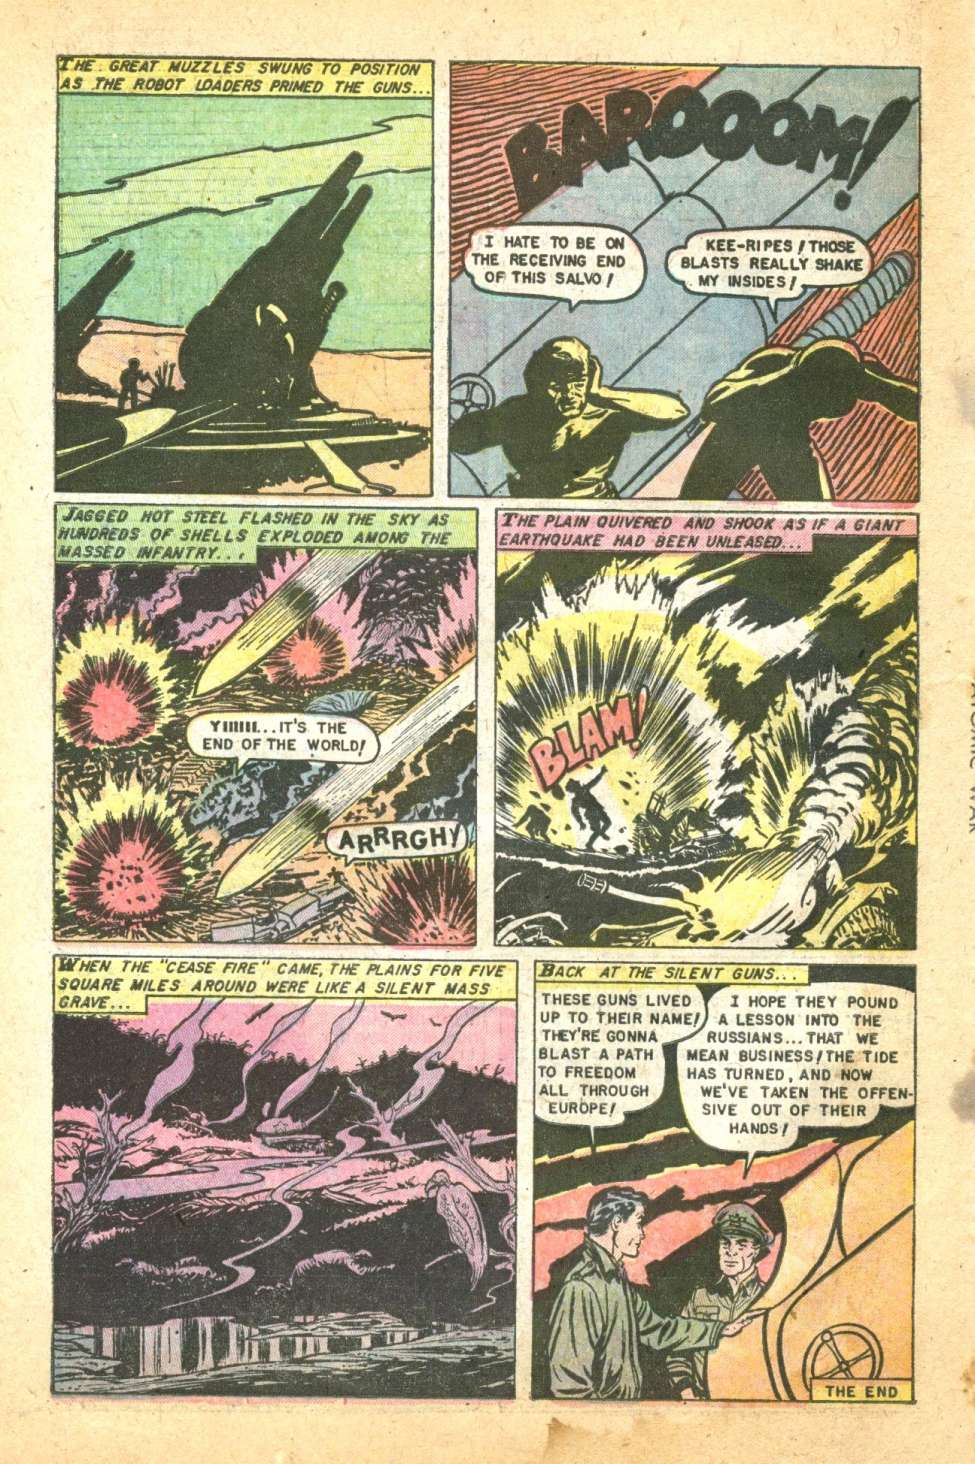 THE GREAT MUZZLES SWUNG TO POSITION
AS THE ROBOT LOADERS PRIMED THE GUNS...
BAROOOM!
I HATE TO BE ON
THE RECEIVING END
OF THIS SALVO!
KEE-RIPES! THOSE
BLASTS REALLY SHAKE
MY INSIDES!
JAGGED HOT STEEL FLASHED IN THE SKY AS
HUNDREDS OF SHELLS EXPLODED AMONG THE
MASSED INFANTRY...
YIIIIII...IT'S THE
END OF THE WORLD!
ARRRGHY
THE PLAIN QUIVERED AND SHOOK AS IF A GIANT
EARTHQUAKE HAD BEEN UNLEASED...
BLAM!
WHEN THE "CEASE FIRE" CAME, THE PLAINS FOR FIVE
SQUARE MILES AROUND WERE LIKE A SILENT MASS
GRAVE...
BACK AT THE SILENT GUNS...
THESE GUNS LIVED
UP TO THEIR NAME!
THEY'RE GONNA
BLAST A PATH
TO FREEDOM
ALL THROUGH
EUROPE!
I HOPE THEY POUND
A LESSON INTO THE
RUSSIANS...THAT WE
MEAN BUSINESS! THE TIDE
HAS TURNED, AND NOW
WE'VE TAKEN THE OFFEN-
SIVE OUT OF THEIR
HANDS!
THE END